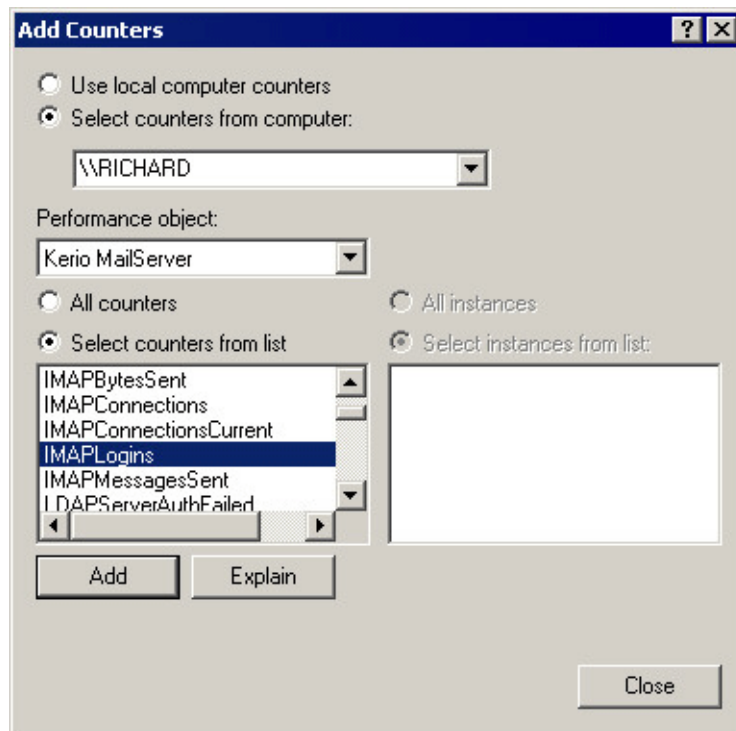 Add Counters
Use local computer counters
Select counters from computer:
\\RICHARD
Performance object:
Kerio MailServer
All counters
All instances
Select counters from list
Select instances from list:
IMAPBytesSent
IMAPConnections
IMAPConnectionsCurrent
IMAPLogins
IMAPMessagesSent
LDAPServerAuthFailed
Add
Explain
Close